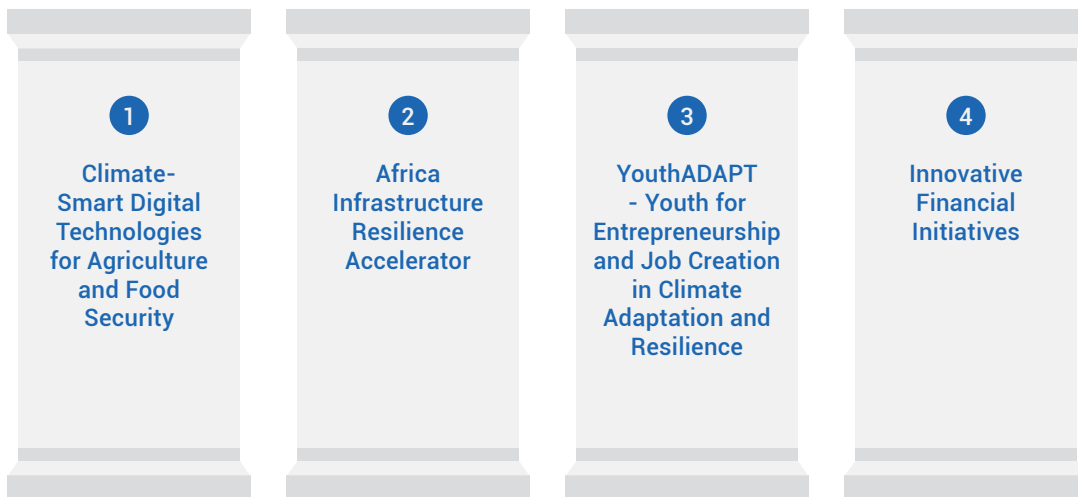 1
Climate-
Smart Digital
Technologies
for Agriculture
and Food
Security
2
Africa
Infrastructure
Resilience
Accelerator
3
YouthADAPT
- Youth for
Entrepreneurship
and Job Creation
in Climate
Adaptation and
Resilience
4
Innovative
Financial
Initiatives